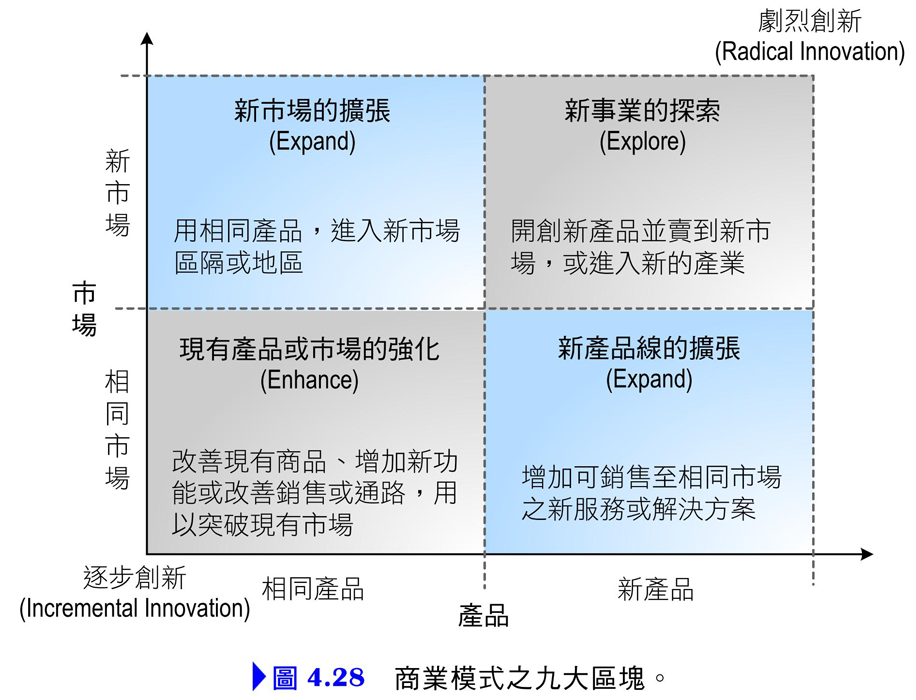 劇烈創新
(Radical Innovation)
新市場的擴張
(Expand)
用相同產品，進入新市場
區隔或地區
新事業的探索
(Explore)
開創新產品並賣到新市
場，或進入新的產業
新市場
市場
相同市場
現有產品或市場的強化
(Enhance)
改善現有商品、增加新功
能或改善銷售或通路，用
以突破現有市場
新產品線的擴張
(Expand)
增加可銷售至相同市場
之新服務或解決方案
逐步創新
(Incremental Innovation)
相同產品
新產品
產品
圖 4.28 商業模式之九大區塊。